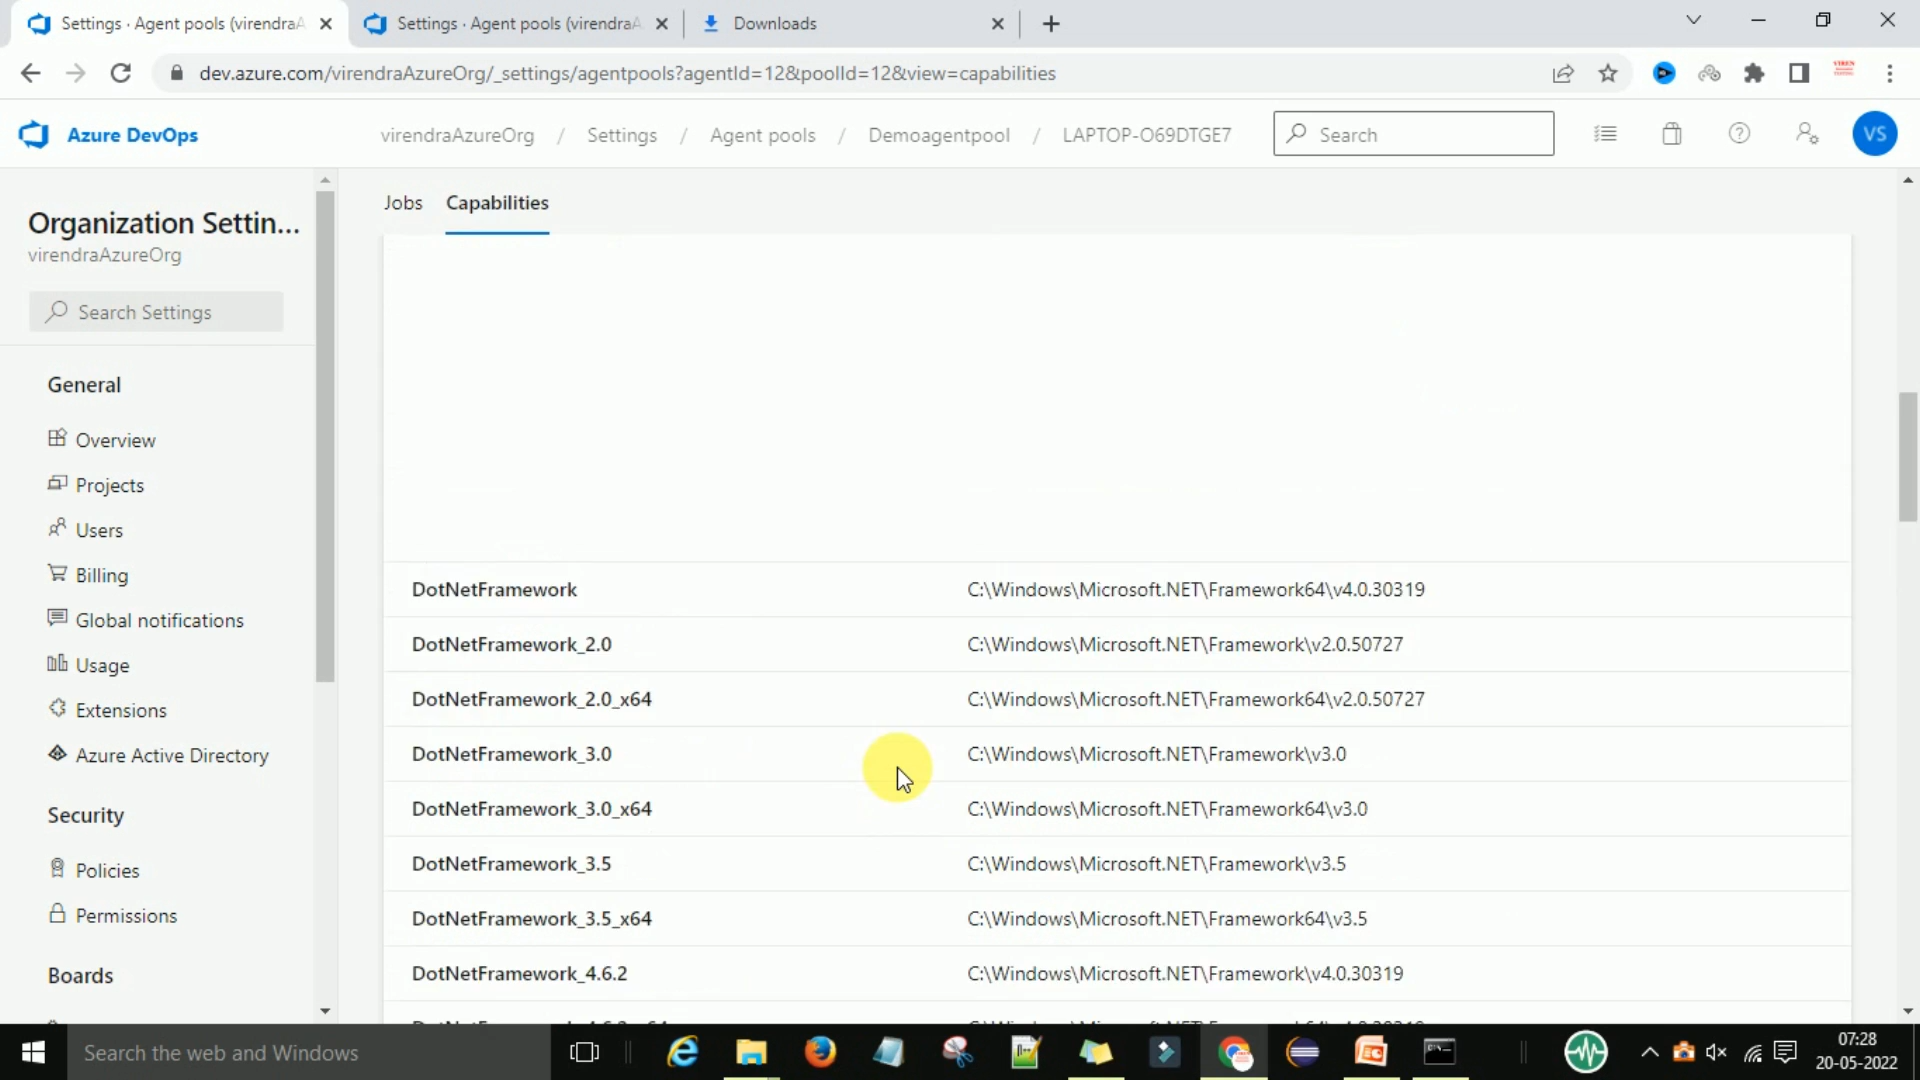 Settings · Agent pools (virendraA
Settings · Agent pools (virendraA
Downloads
dev.azure.com/virendraAzureOrg/_settings/agentpools?agentId=12&poolId=12&view=capabilities
VIREN
Azure DevOps
virendraAzureOrg / Settings / Agent pools / Demoagentpool / LAPTOP-O69DTGE7
Search
VS
Organization Settin...
virendraAzureOrg
Search Settings
General
Overview
Projects
Users
Billing
Global notifications
Usage
Extensions
Azure Active Directory
Security
Policies
Permissions
Boards
Jobs Capabilities
DotNetFramework C:\Windows\Microsoft.NET\Framework64\v4.0.30319
DotNetFramework_2.0 C:\Windows\Microsoft.NET\Framework\v2.0.50727
DotNetFramework_2.0_x64 C:\Windows\Microsoft.NET\Framework64\v2.0.50727
DotNetFramework_3.0 C:\Windows\Microsoft.NET\Framework\v3.0
DotNetFramework_3.0_x64 C:\Windows\Microsoft.NET\Framework64\v3.0
DotNetFramework_3.5 C:\Windows\Microsoft.NET\Framework\v3.5
DotNetFramework_3.5_x64 C:\Windows\Microsoft.NET\Framework64\v3.5
DotNetFramework_4.6.2 C:\Windows\Microsoft.NET\Framework\v4.0.30319
Search the web and Windows
07:28
20-05-2022